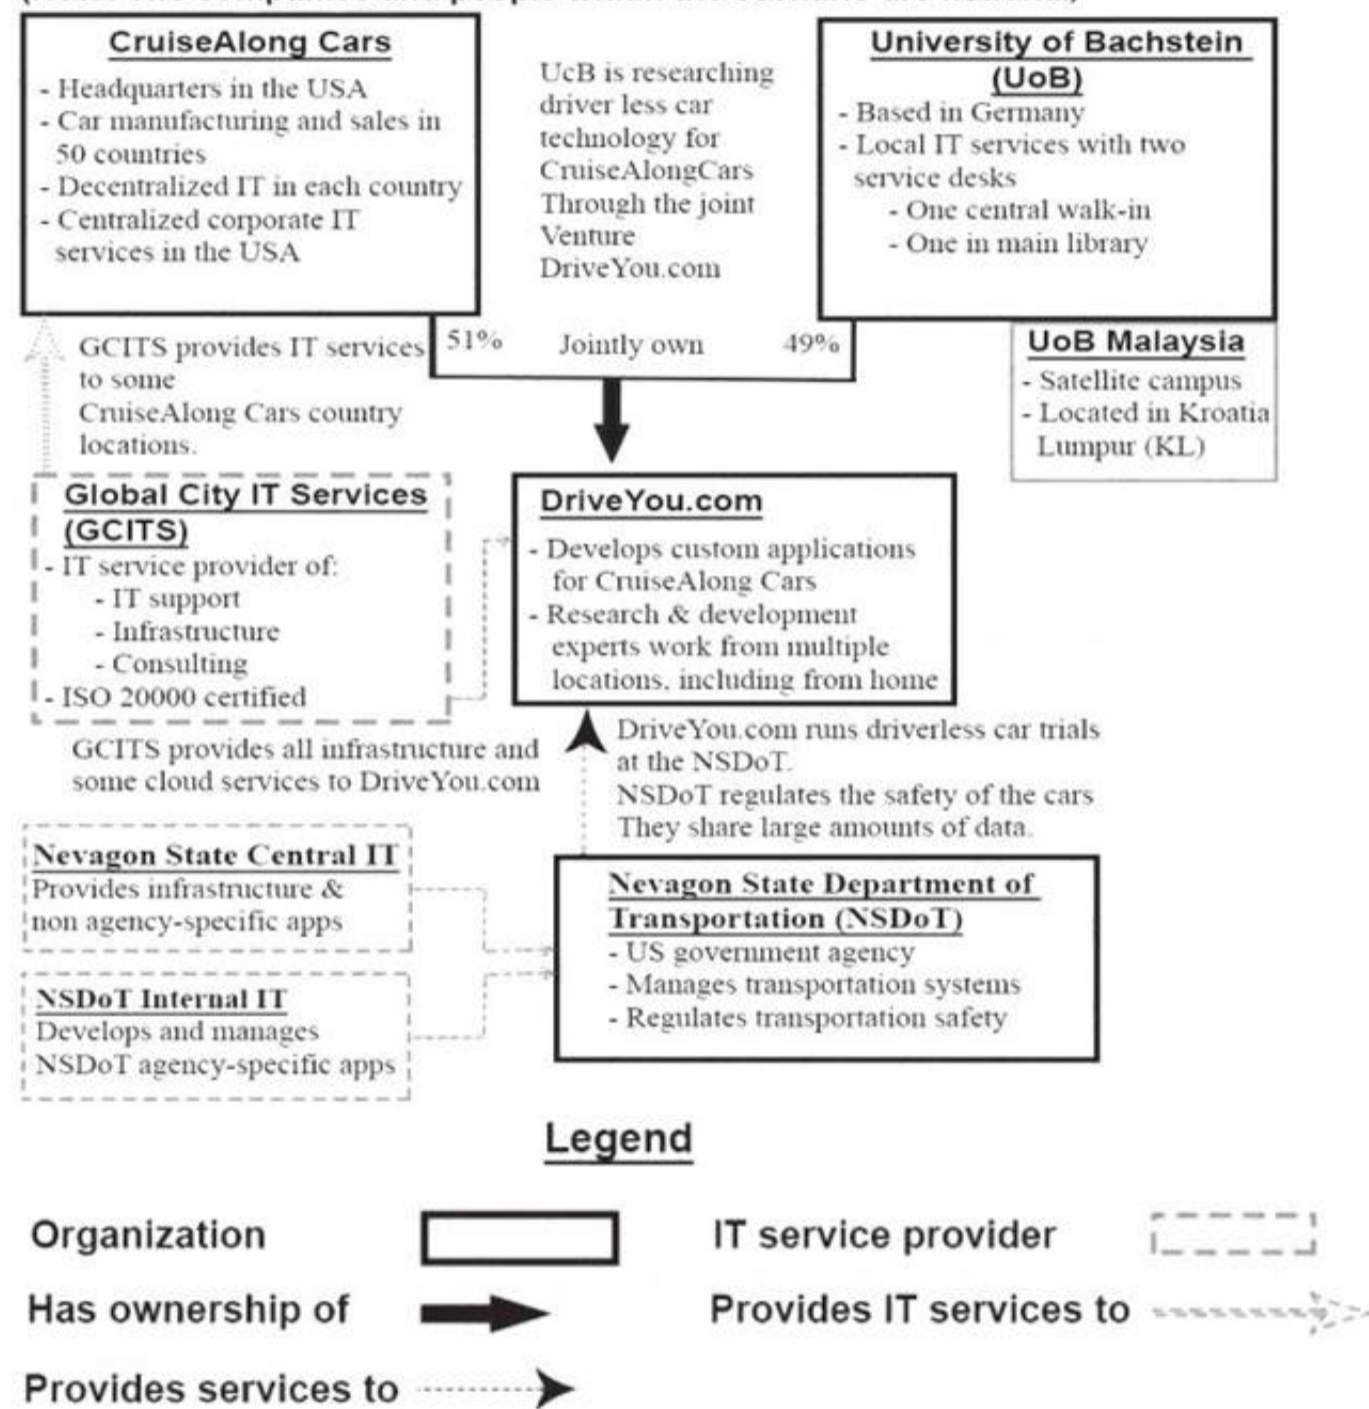 CruiseAlong Cars
- Headquarters in the USA
- Car manufacturing and sales in
50 countries
- Decentralized IT in each country
- Centralized corporate IT
services in the USA
UcB is researching
driver less car
technology for
CruiseAlongCars
Through the joint
Venture
DriveYou.com
University of Bachstein
(UoB)
- Based in Germany
- Local IT services with two
service desks
- One central walk-in
- One in main library
51% Jointly own 49%
GCITS provides IT services
to some
CruiseAlong Cars country
locations.
UoB Malaysia
- Satellite campus
- Located in Kroatia
Lumpur (KL)
Global City IT Services
(GCITS)
- IT service provider of:
- IT support
- Infrastructure
- Consulting
- ISO 20000 certified
DriveYou.com
- Develops custom applications
for CruiseAlong Cars
- Research & development
experts work from multiple
locations, including from home
GCITS provides all infrastructure and
some cloud services to DriveYou.com
DriveYou.com runs driverless car trials
at the NSDoT.
NSDoT regulates the safety of the cars
They share large amounts of data.
Nevagon State Central IT
Provides infrastructure &
non agency-specific apps
NSDoT Internal IT
Develops and manages
NSDoT agency-specific apps
Nevagon State Department of
Transportation (NSDoT)
- US government agency
- Manages transportation systems
- Regulates transportation safety
Legend
Organization
IT service provider
Has ownership of
Provides IT services to
Provides services to